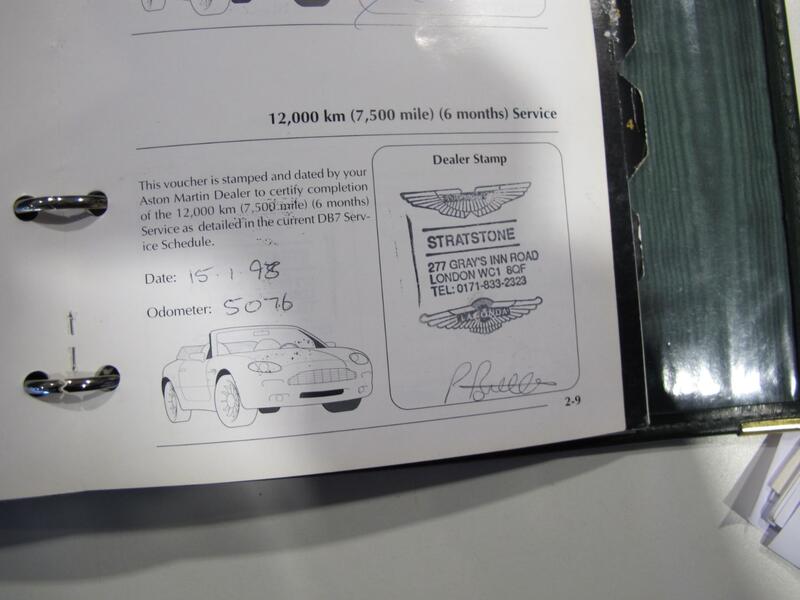 12,000 km (7,500 mile) (6 months) Service
This voucher is stamped and dated by your
Aston Martin Dealer to certify completion
of the 12,000 km (7,500 mile) (6 months)
Service as detailed in the current DB7 Serv-
ice Schedule.
Date: 15.1.98
Odometer: 5076
Dealer Stamp
STRATSTONE
277 GRAY'S INN ROAD
LONDON WC1 8QF
TEL: 0171-833-2323
LAGONDA
2-9
4